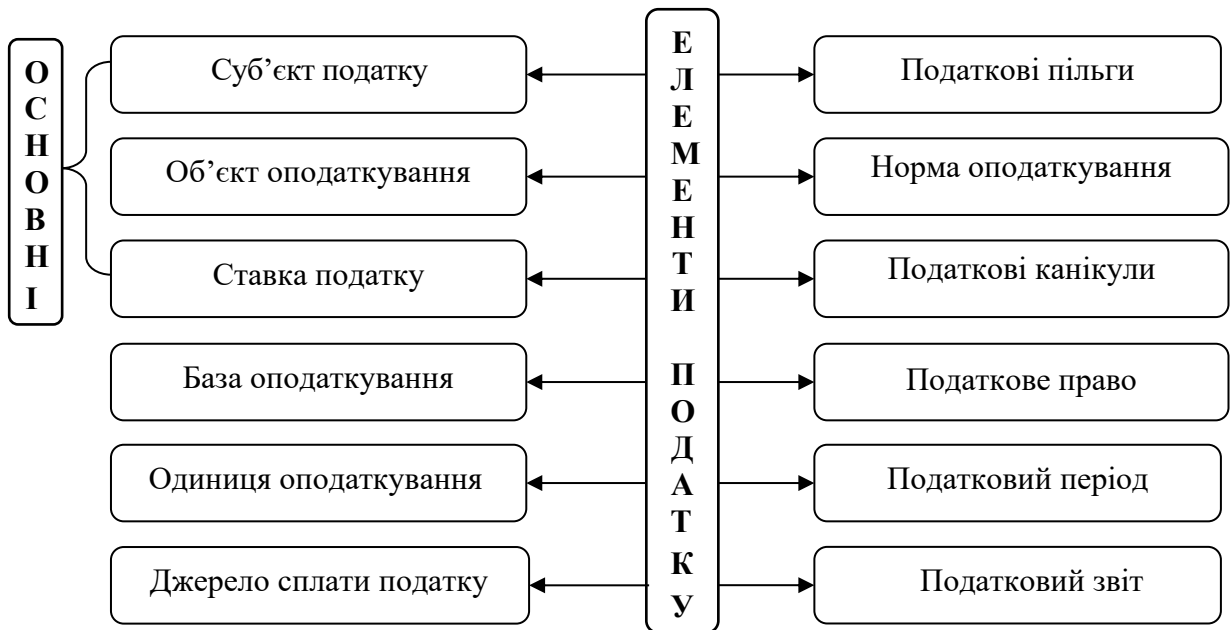 ОСНОВНІ
Суб’єкт податку
Об’єкт оподаткування
Ставка податку
База оподаткування
Одиниця оподаткування
Джерело сплати податку
ЕЛЕМЕНТИ ПОДАТКУ
Податкові пільги
Норма оподаткування
Податкові канікули
Податкове право
Податковий період
Податковий звіт